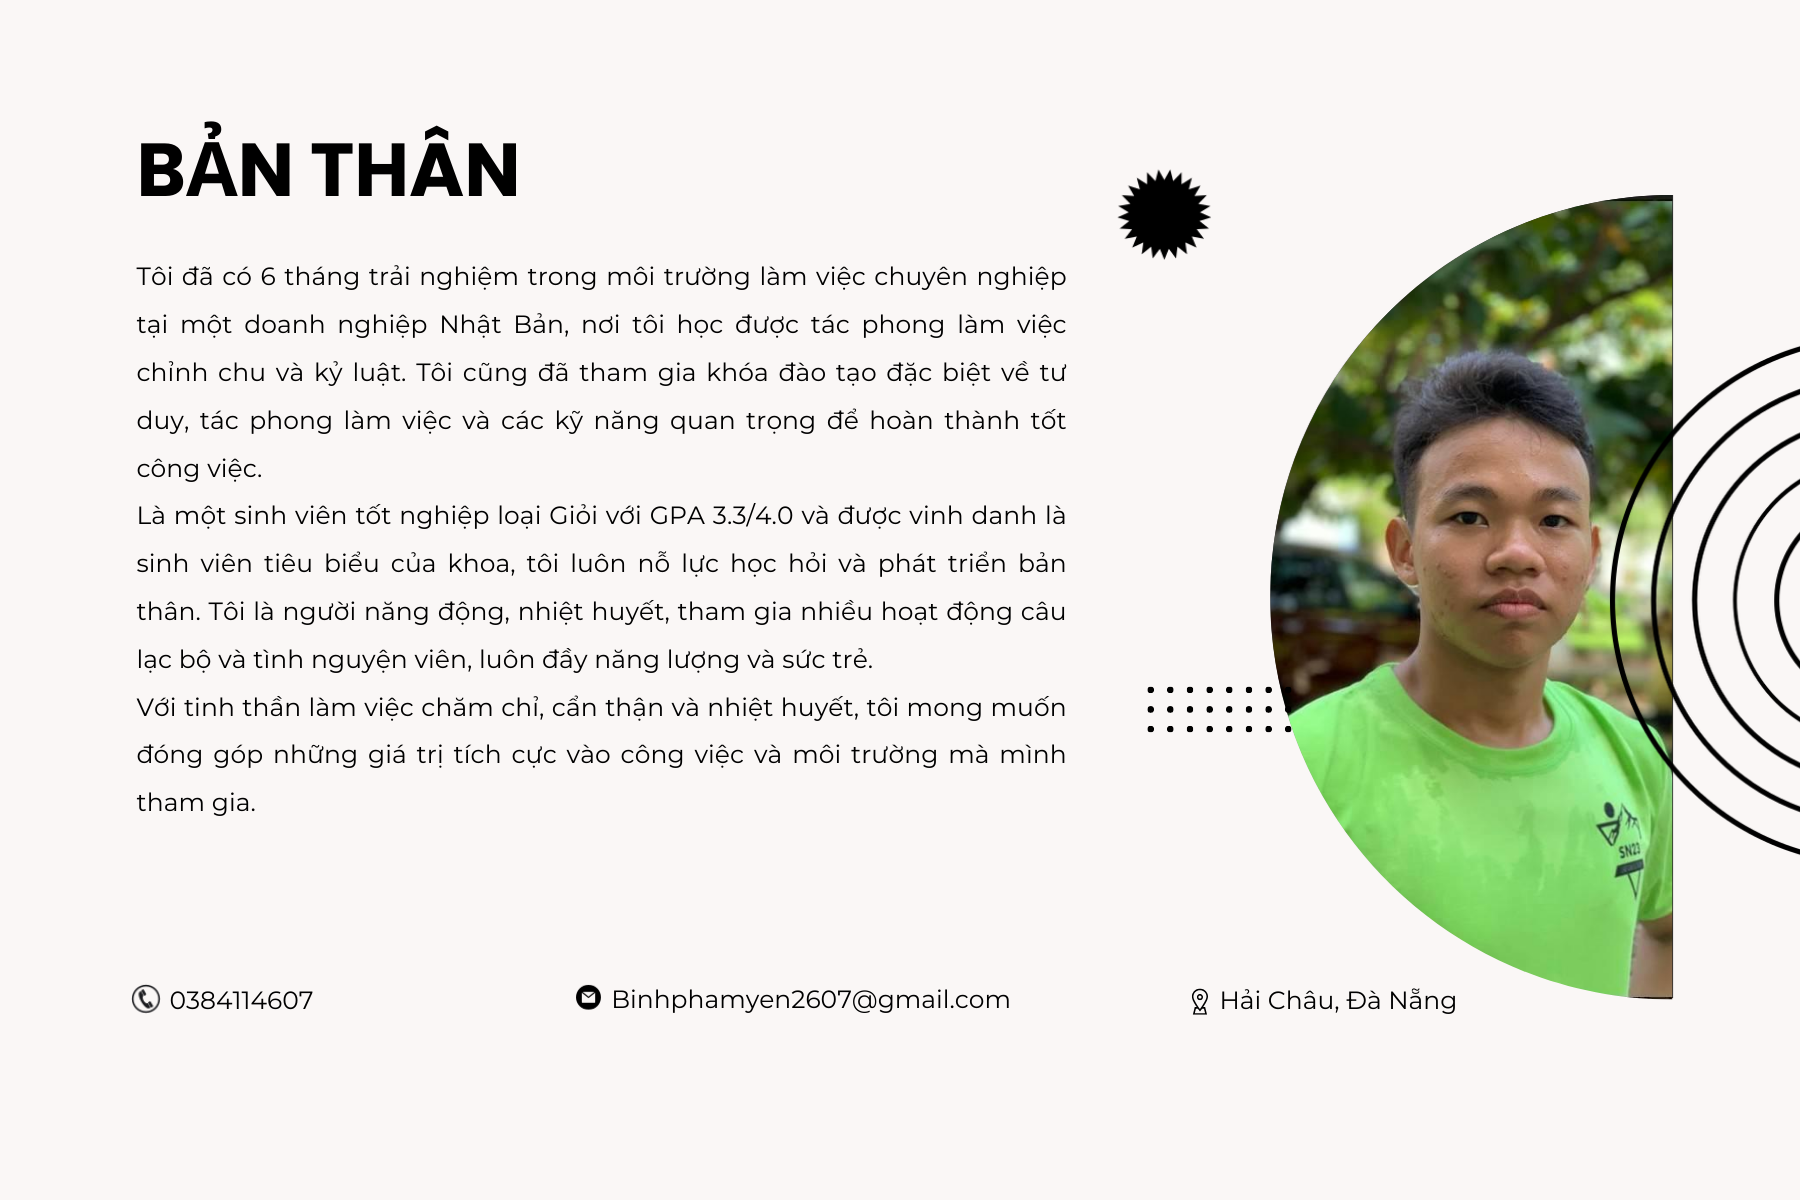 BẢN THÂN
Tôi đã có 6 tháng trải nghiệm trong môi trường làm việc chuyên nghiệp
tại một doanh nghiệp Nhật Bản, nơi tôi học được tác phong làm việc
chỉnh chu và kỷ luật. Tôi cũng đã tham gia khóa đào tạo đặc biệt về tư
duy, tác phong làm việc và các kỹ năng quan trọng để hoàn thành tốt
công việc.
Là một sinh viên tốt nghiệp loại Giỏi với GPA 3.3/4.0 và được vinh danh là
sinh viên tiêu biểu của khoa, tôi luôn nỗ lực học hỏi và phát triển bản
thân. Tôi là người năng động, nhiệt huyết, tham gia nhiều hoạt động câu
lạc bộ và tình nguyện viên, luôn đầy năng lượng và sức trẻ.
Với tinh thần làm việc chăm chỉ, cẩn thận và nhiệt huyết, tôi mong muốn
đóng góp những giá trị tích cực vào công việc và môi trường mà mình
tham gia.
SN23
0384114607
Binhphamyen2607@gmail.com
Hải Châu, Đà Nẵng